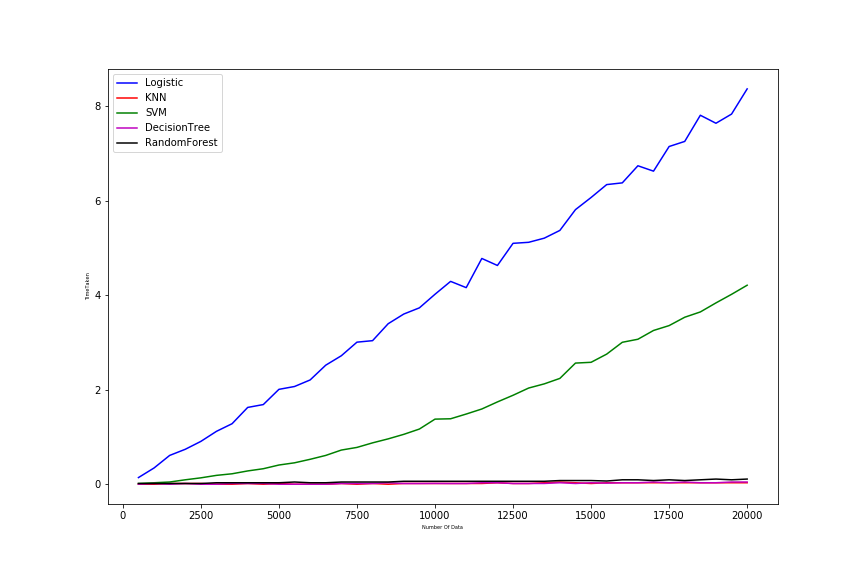 Logistic
KNN
SVM
DecisionTree
RandomForest
8
6
4
2
0
TimeTaken
0 2500 5000 7500 10000 12500 15000 17500 20000
Number Of Data